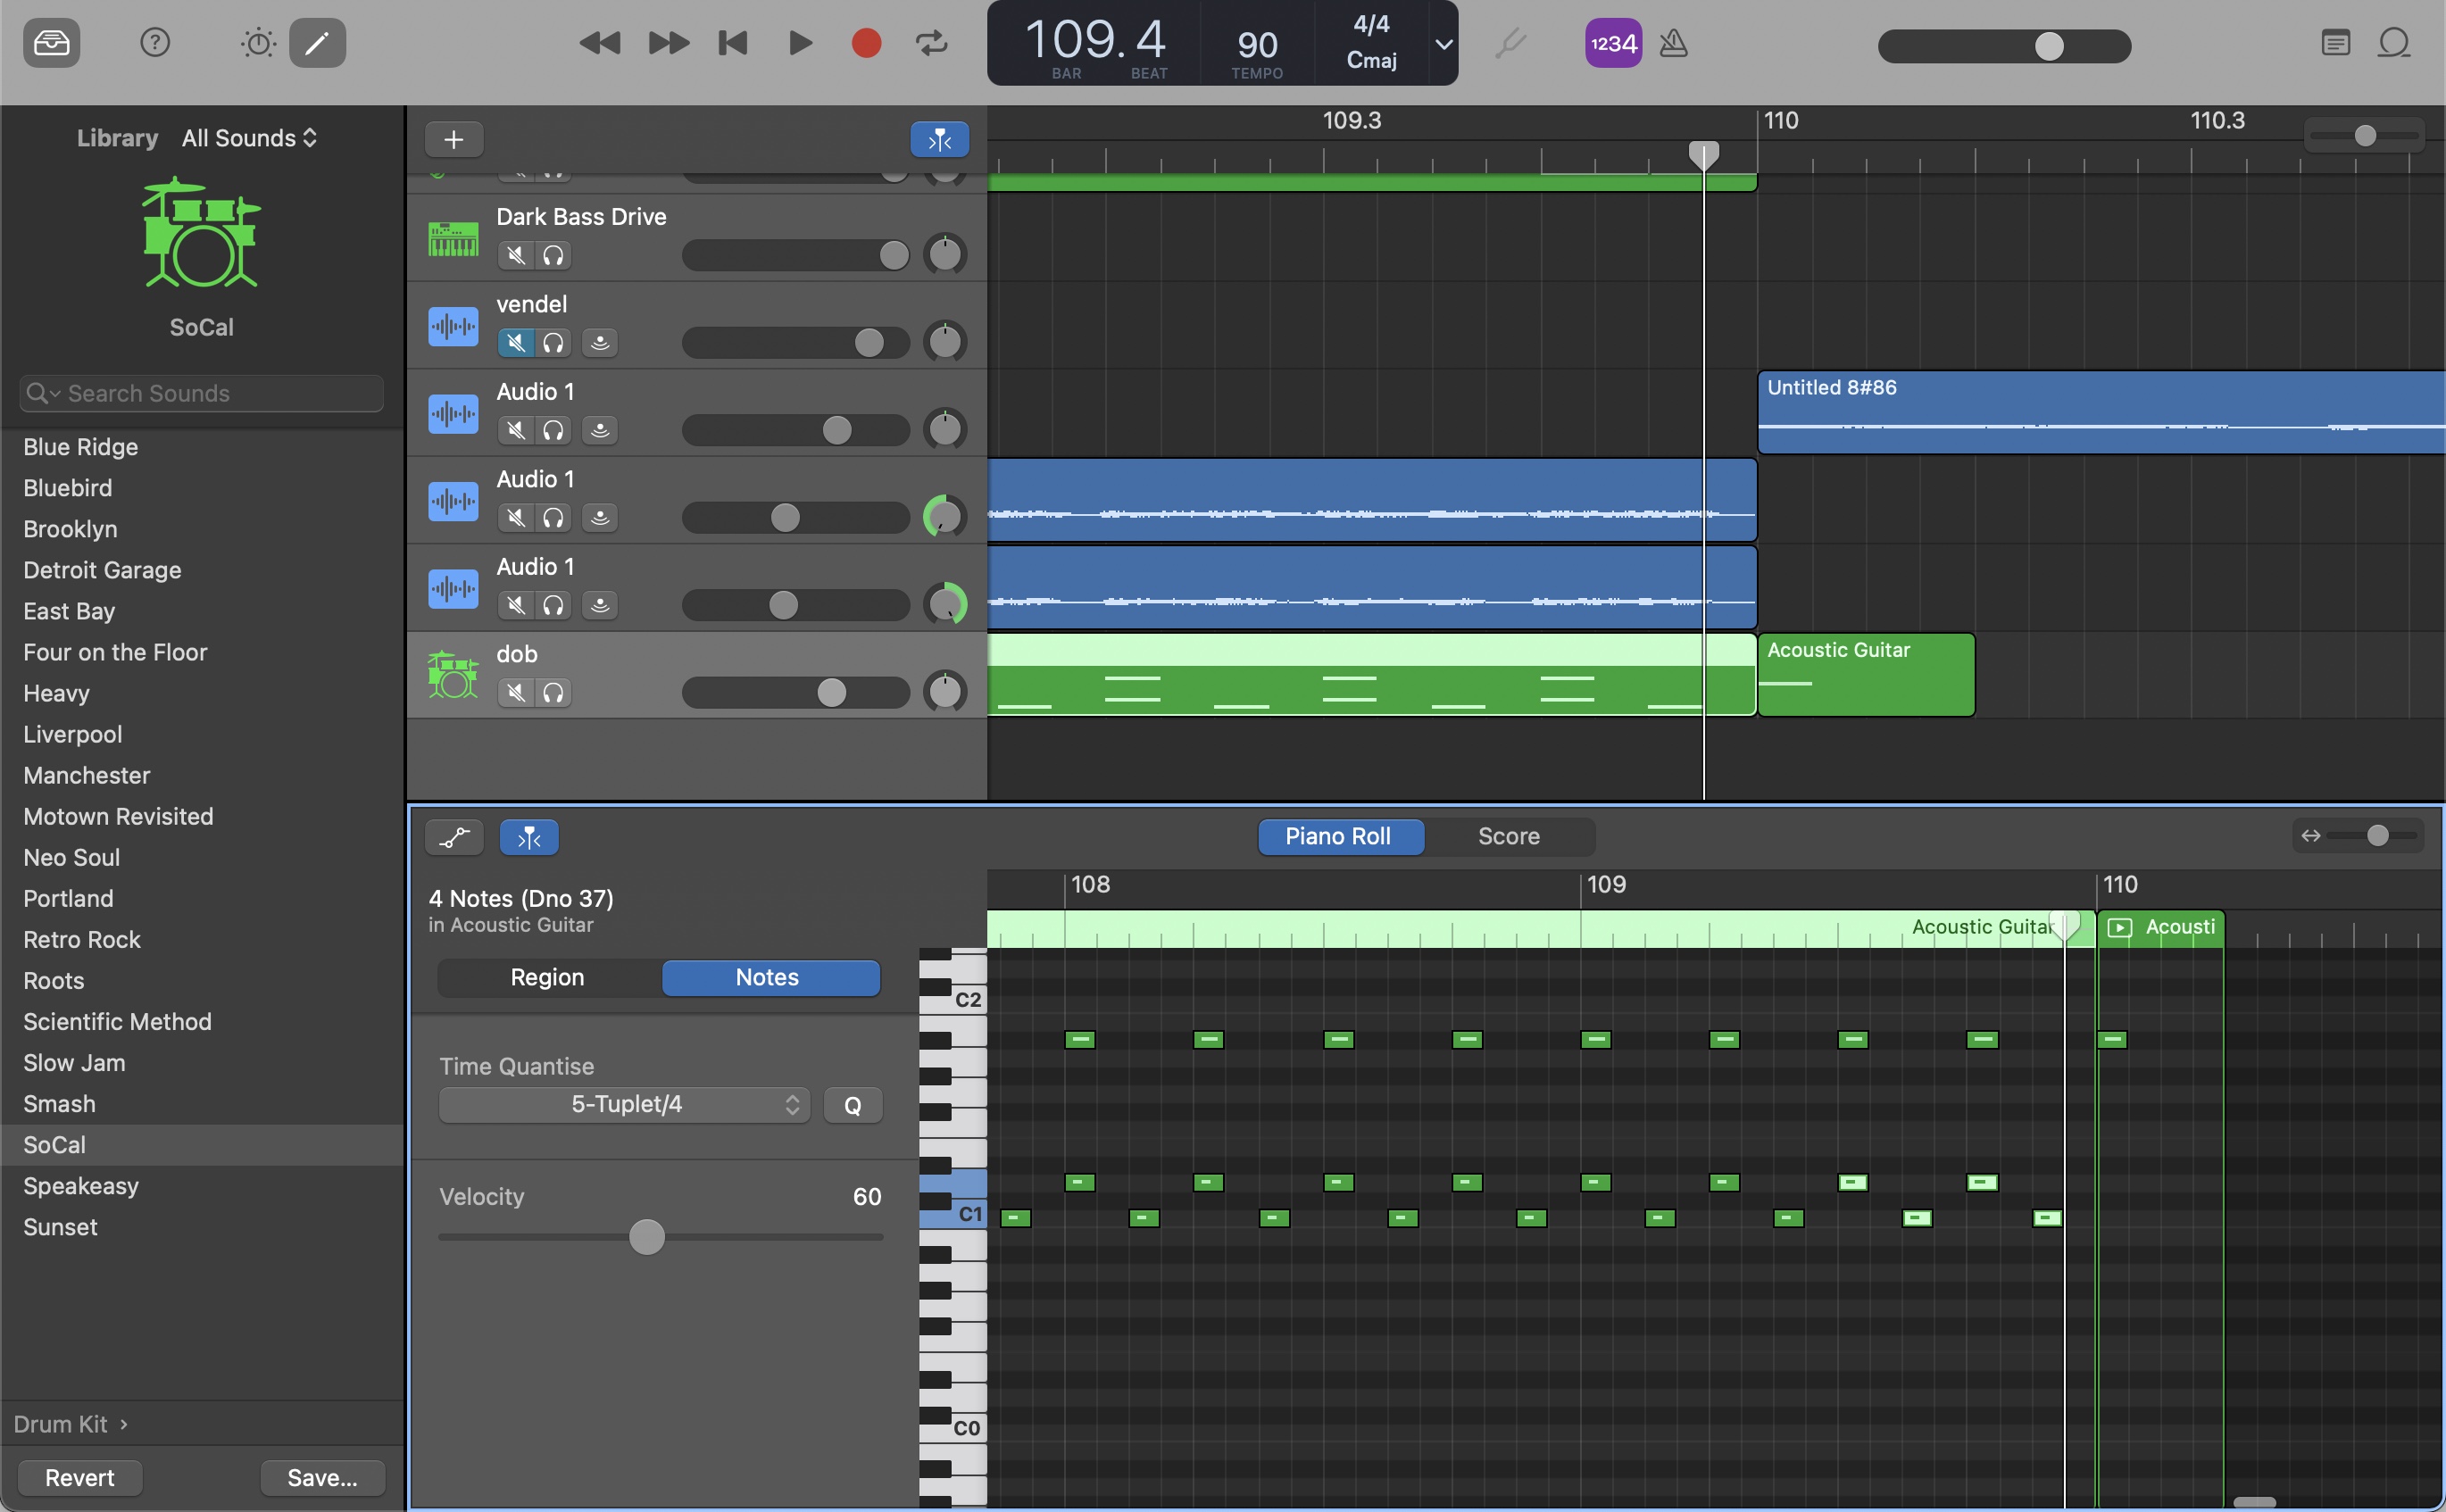 109. 4
BAR
BEAT
90
TEMPO
4/4
Cmaj
1234
Library
All Sounds
SoCal
Search Sounds
Blue Ridge
Bluebird
Brooklyn
Detroit Garage
East Bay
Four on the Floor
Heavy
Liverpool
Manchester
Motown Revisited
Neo Soul
Portland
Retro Rock
Roots
Scientific Method
Slow Jam
Smash
SoCal
Speakeasy
Sunset
Drum Kit
Revert
Save...
109.3
110
110.3
Dark Bass Drive
vendel
Audio 1
Audio 1
Audio 1
dob
Untitled 8#86
Acoustic Guitar
Piano Roll
Score
4 Notes (Dno 37)
in Acoustic Guitar
Region
Notes
Time Quantise
5-Tuplet/4
Q
Velocity
60
108
109
110
Acoustic Guitar
Acousti
C2
C1
C0